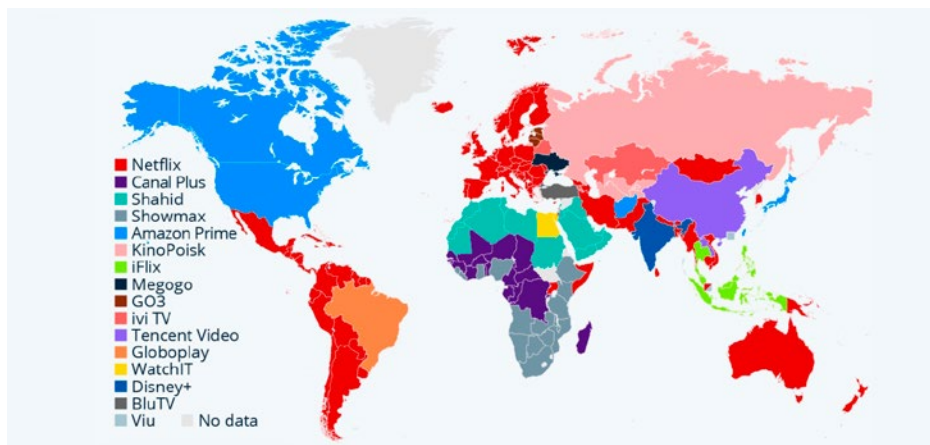 Netflix
Canal Plus
Shahid
Showmax
Amazon Prime
KinoPoisk
iFlix
Megogo
GO3
ivi TV
Tencent Video
Globoplay
WatchIT
Disney+
BluTV
Viu No data